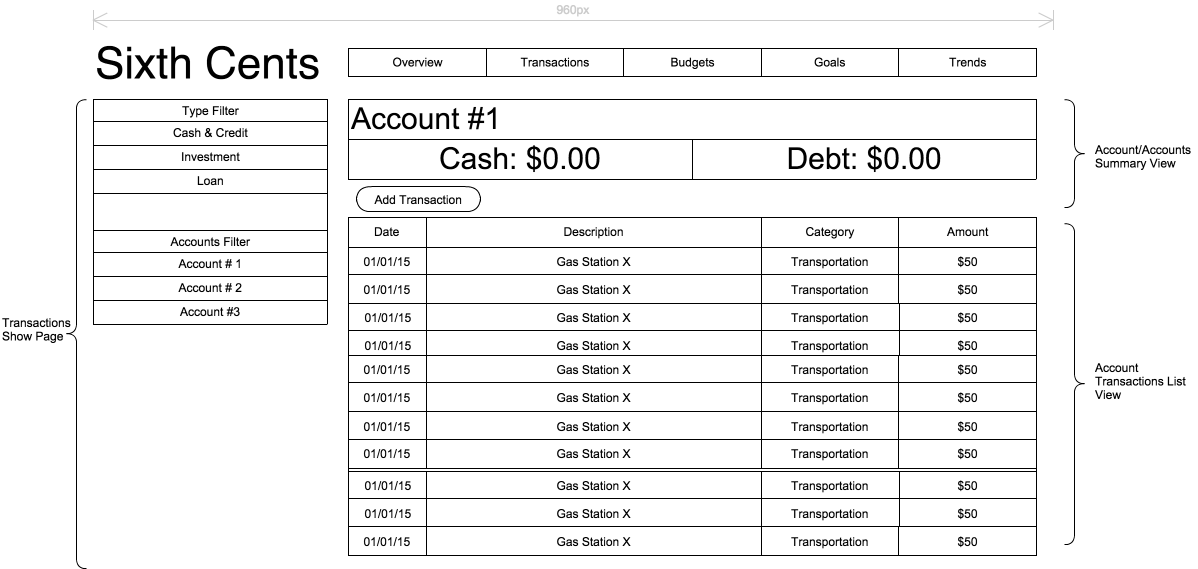 960px
Sixth Cents
Overview Transactions Budgets Goals Trends
Type Filter
Cash & Credit
Investment
Loan
Accounts Filter
Account # 1
Account # 2
Account #3
Transactions
Show Page
Account #1
Cash: $0.00 Debt: $0.00
Account/Accounts
Summary View
Add Transaction
Date Description Category Amount
01/01/15 Gas Station X Transportation $50
01/01/15 Gas Station X Transportation $50
01/01/15 Gas Station X Transportation $50
01/01/15 Gas Station X Transportation $50
01/01/15 Gas Station X Transportation $50
01/01/15 Gas Station X Transportation $50
01/01/15 Gas Station X Transportation $50
01/01/15 Gas Station X Transportation $50
01/01/15 Gas Station X Transportation $50
01/01/15 Gas Station X Transportation $50
01/01/15 Gas Station X Transportation $50
Account
Transactions List
View